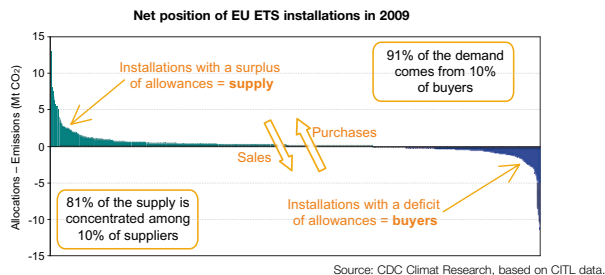 Net position of EU ETS installations in 2009
Allocations – Emissions (Mt CO₂)
15
10
5
0
-5
-10
-15
Installations with a surplus
of allowances = supply
91% of the demand
comes from 10%
of buyers
Purchases
Sales
81% of the supply is
concentrated among
10% of suppliers
Installations with a deficit
of allowances = buyers
Source: CDC Climat Research, based on CITL data.